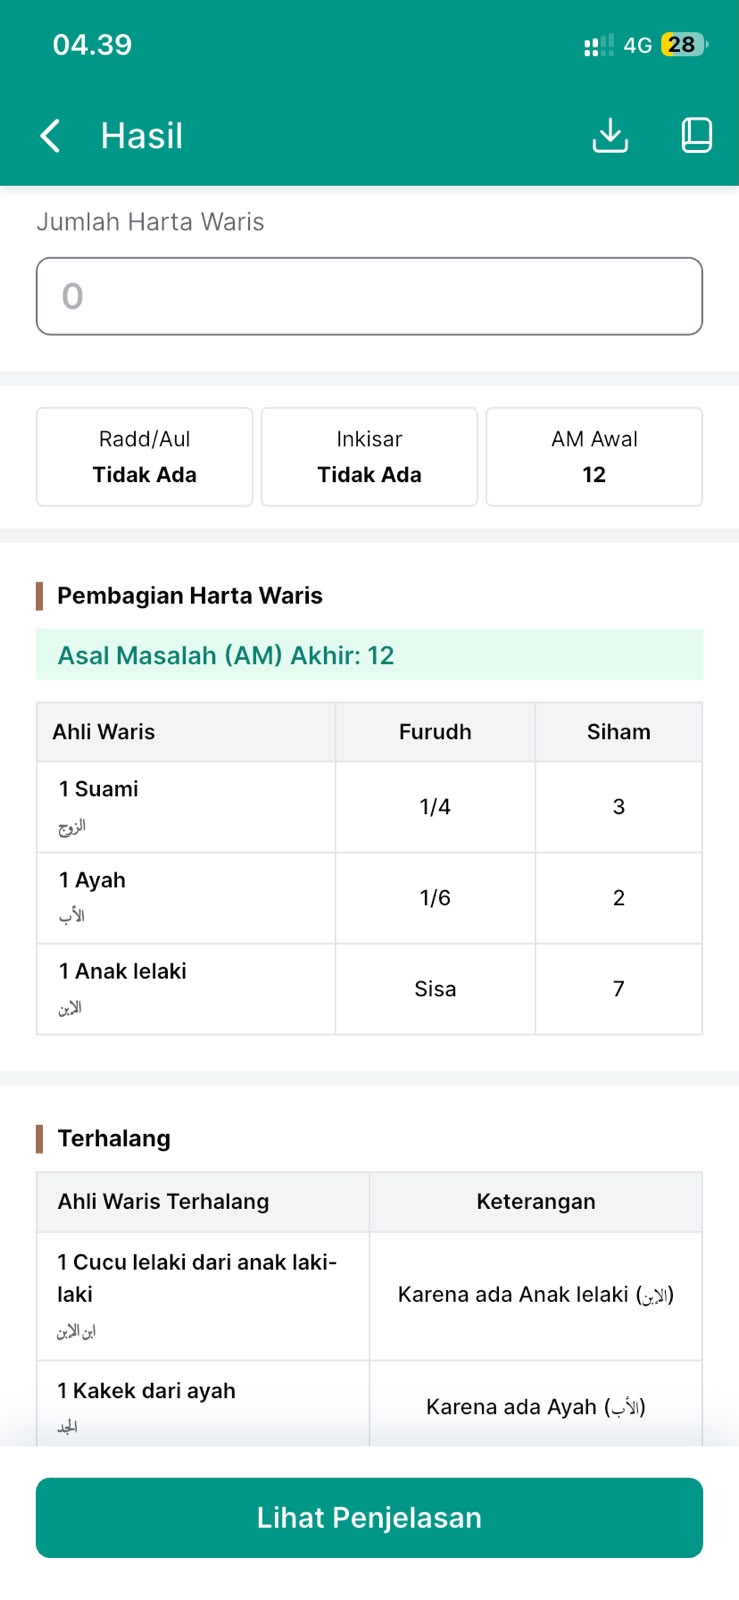 04.39
4G 28
Hasil
Jumlah Harta Waris
0
Radd/Aul
Tidak Ada
Inkisar
Tidak Ada
AM Awal
12
Pembagian Harta Waris
Asal Masalah (AM) Akhir: 12
Ahli Waris Furudh Siham
1 Suami
الزوج
1/4 3
1 Ayah
الأب
1/6 2
1 Anak lelaki
الابن
Sisa 7
Terhalang
Ahli Waris Terhalang Keterangan
1 Cucu lelaki dari anak laki-
laki
ابن الابن
Karena ada Anak lelaki (الابن)
1 Kakek dari ayah
الجد
Karena ada Ayah (الأب)
Lihat Penjelasan